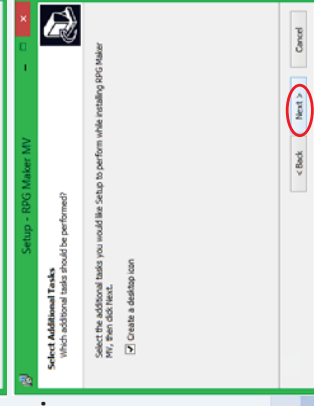 Setup - RPG Maker MV
Select Additional Tasks
Which additional tasks should be performed?
Select the additional tasks you would like Setup to perform while installing RPG Maker
MV, then click Next.
Create a desktop icon
< Back
Next >
Cancel